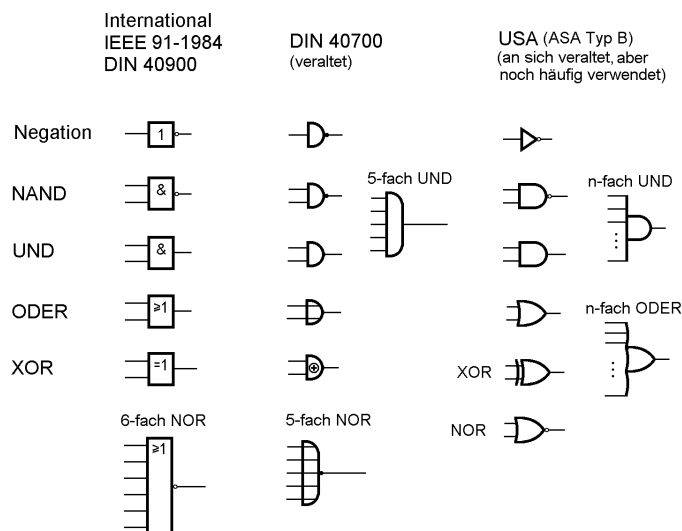 International
IEEE 91-1984
DIN 40900
DIN 40700
(veraltet)
USA (ASA Typ B)
(an sich veraltet, aber
noch häufig verwendet)
Negation
1
NAND
&
5-fach UND
n-fach UND
UND
&
ODER
≥1
n-fach ODER
XOR
=1
XOR
6-fach NOR
5-fach NOR
NOR
≥1